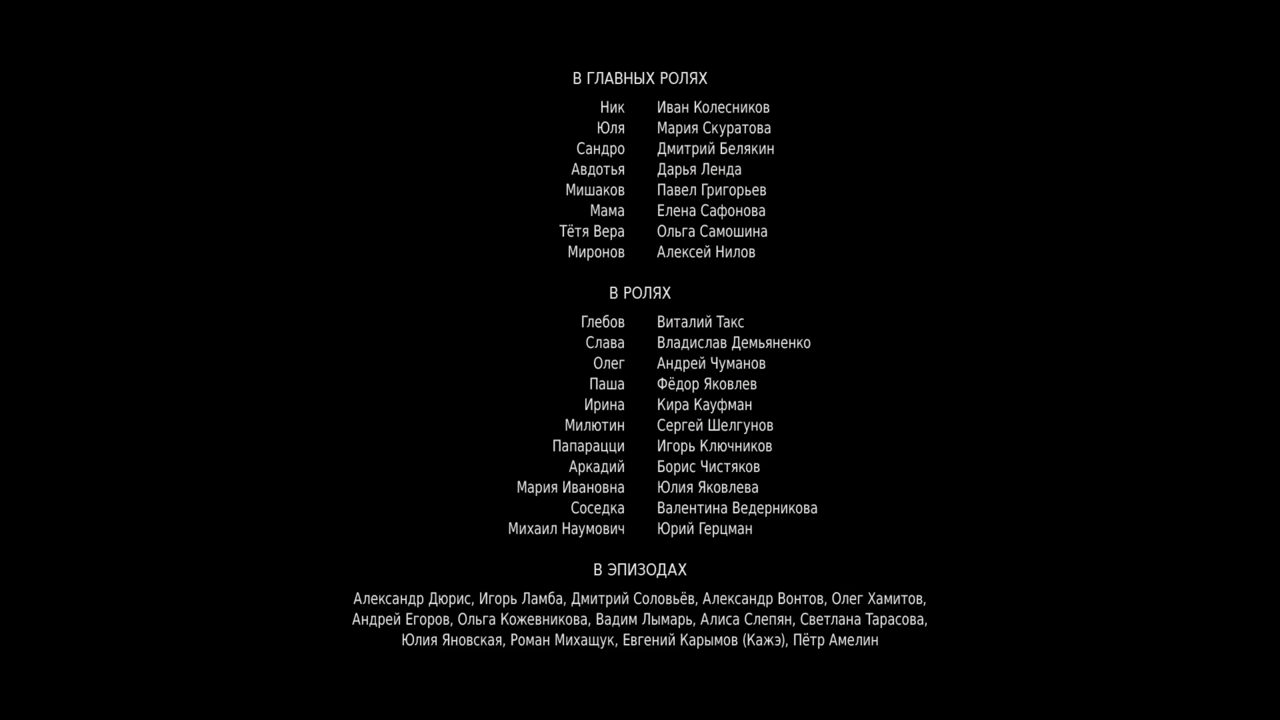 В ГЛАВНЫХ РОЛЯХ
Ник Иван Колесников
Юля Мария Скуратова
Сандро Дмитрий Белякин
Авдотья Дарья Ленда
Мишаков Павел Григорьев
Мама Елена Сафонова
Тётя Вера Ольга Самошина
Миронов Алексей Нилов
В РОЛЯХ
Глебов Виталий Такс
Слава Владислав Демьяненко
Олег Андрей Чуманов
Паша Фёдор Яковлев
Ирина Кира Кауфман
Милютин Сергей Шелгунов
Папарацци Игорь Ключников
Аркадий Борис Чистяков
Мария Ивановна Юлия Яковлева
Соседка Валентина Ведерникова
Михаил Наумович Юрий Герцман
В ЭПИЗОДАХ
Александр Дюрис, Игорь Ламба, Дмитрий Соловьёв, Александр Вонтов, Олег Хамитов,
Андрей Егоров, Ольга Кожевникова, Вадим Лымарь, Алиса Слепян, Светлана Тарасова,
Юлия Яновская, Роман Михащук, Евгений Карымов (Кажэ), Пётр Амелин